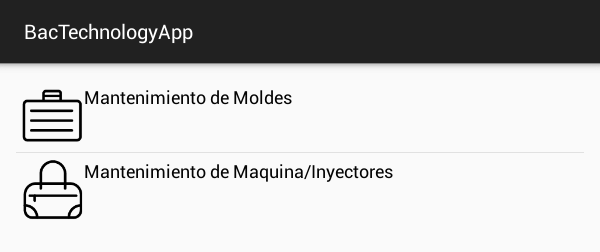 BacTechnologyApp
Mantenimiento de Moldes
Mantenimiento de Maquina/Inyectores